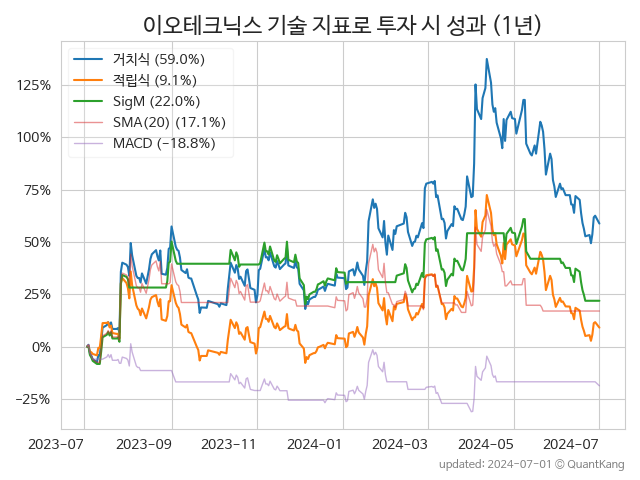 이오테크닉스 기술 지표로 투자 시 성과 (1년)
거치식 (59.0%)
적립식 (9.1%)
SigM (22.0%)
SMA(20) (17.1%)
MACD (−18.8%)
125%
100%
75%
50%
25%
0%
−25%
2023-07
2023-09
2023-11
2024-01
2024-03
2024-05
2024-07
updated: 2024-07-01 © QuantKang